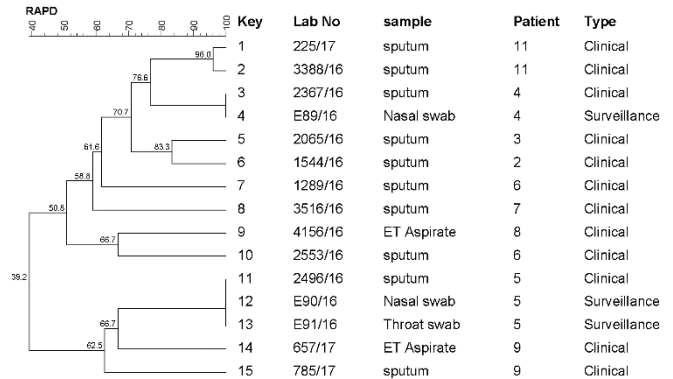 RAPD
40 50 60 70 80 90 100
Key Lab No sample Patient Type
1 225/17 sputum 11 Clinical
96.0
2 3388/16 sputum 11 Clinical
76.6
3 2367/16 sputum 4 Clinical
4 E89/16 Nasal swab 4 Surveillance
70.7
5 2065/16 sputum 3 Clinical
61.6 83.3
6 1544/16 sputum 2 Clinical
58.8
7 1289/16 sputum 6 Clinical
50.5
8 3516/16 sputum 7 Clinical
9 4156/16 ET Aspirate 8 Clinical
66.7
10 2553/16 sputum 6 Clinical
39.2
11 2496/16 sputum 5 Clinical
12 E90/16 Nasal swab 5 Surveillance
13 E91/16 Throat swab 5 Surveillance
66.7
14 657/17 ET Aspirate 9 Clinical
62.5
15 785/17 sputum 9 Clinical